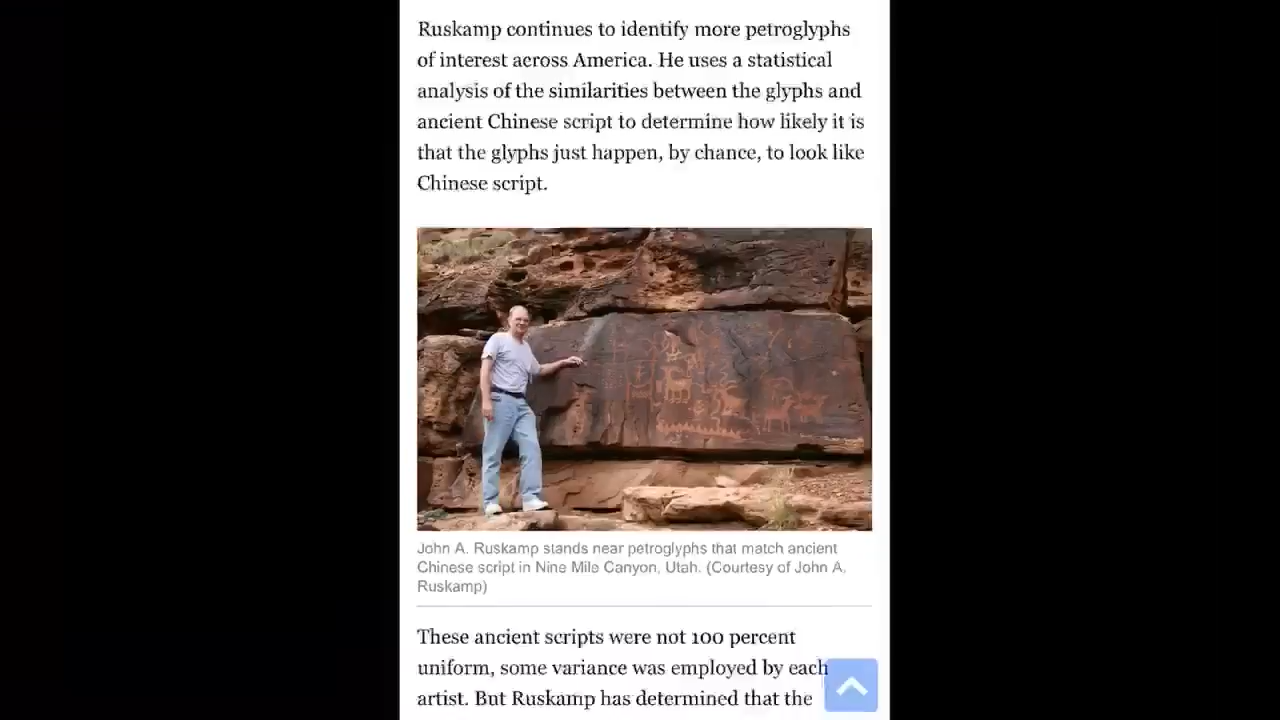 Ruskamp continues to identify more petroglyphs
of interest across America. He uses a statistical
analysis of the similarities between the glyphs and
ancient Chinese script to determine how likely it is
that the glyphs just happen, by chance, to look like
Chinese script.
John A. Ruskamp stands near petroglyphs that match ancient
Chinese script in Nine Mile Canyon, Utah. (Courtesy of John A.
Ruskamp)
These ancient scripts were not 100 percent
uniform, some variance was employed by each
artist. But Ruskamp has determined that the